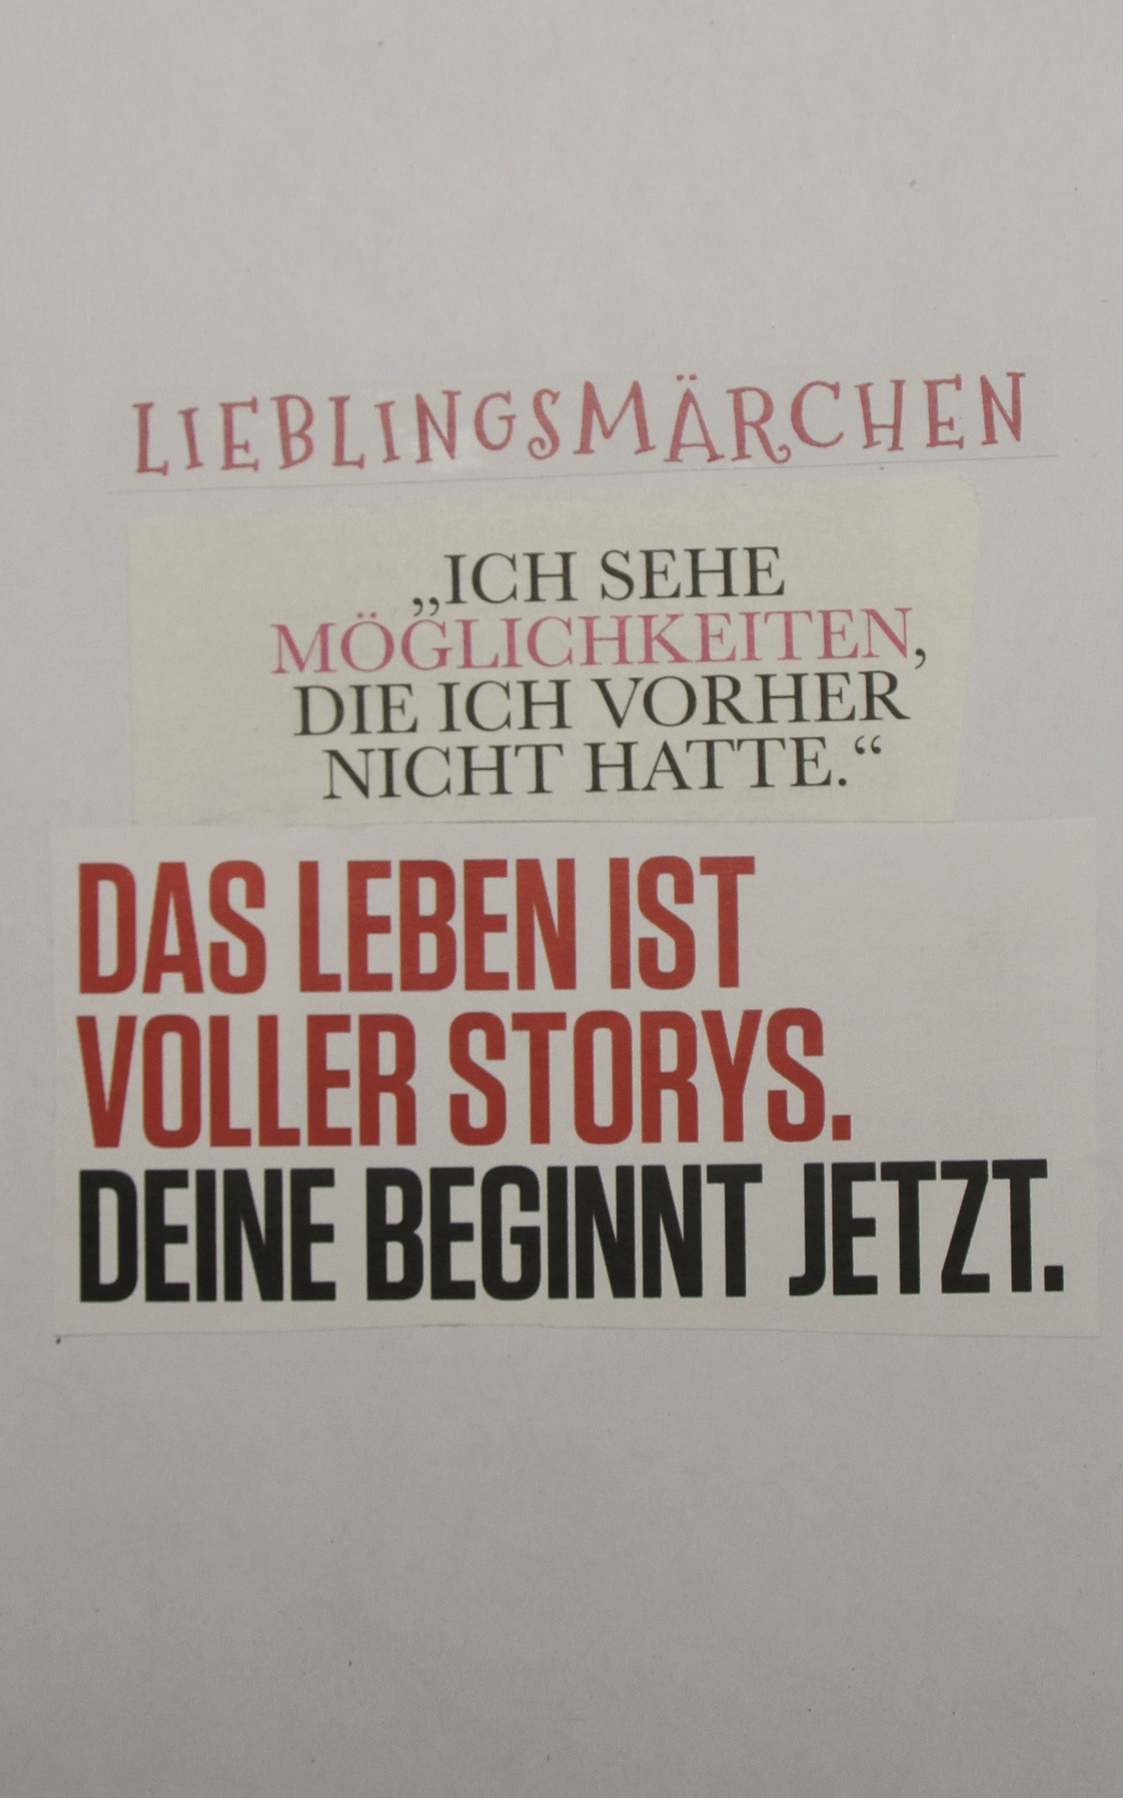 LIEBLINGSMÄRCHEN
„ICH SEHE
MÖGLICHKEITEN,
DIE ICH VORHER
NICHT HATTE.“
DAS LEBEN IST
VOLLER STORYS.
DEINE BEGINNT JETZT.